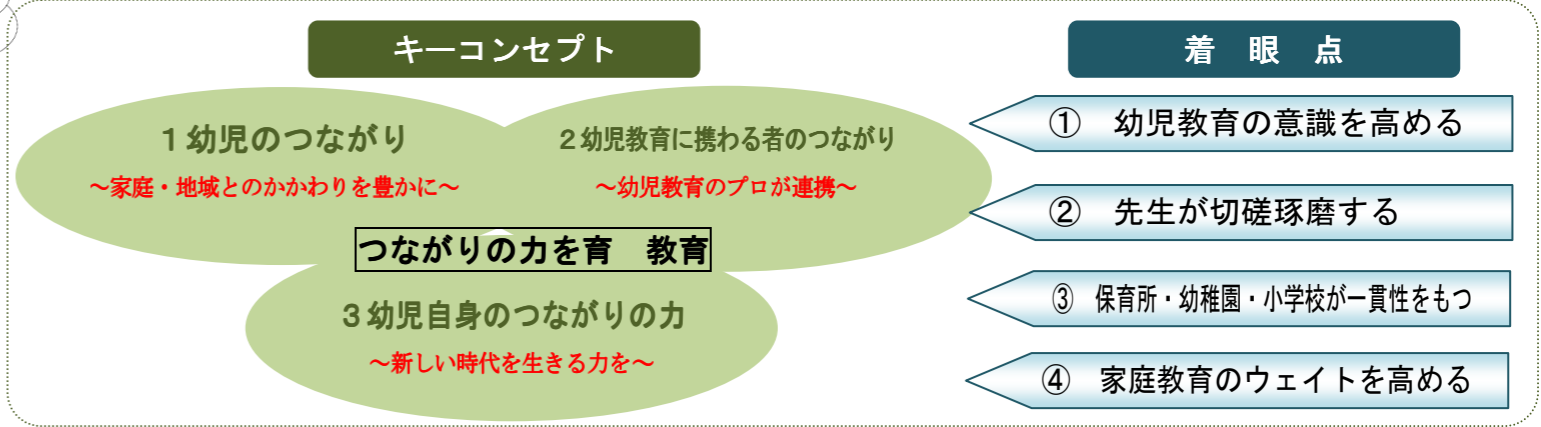 キーコンセプト
１幼児のつながり
～家庭・地域とのかかわりを豊かに～
２幼児教育に携わる者のつながり
～幼児教育のプロが連携～
つながりの力を育　教育
３幼児自身のつながりの力
～新しい時代を生きる力を～
着　眼　点
①　幼児教育の意識を高める
②　先生が切磋琢磨する
③　保育所・幼稚園・小学校が一貫性をもつ
④　家庭教育のウェイトを高める